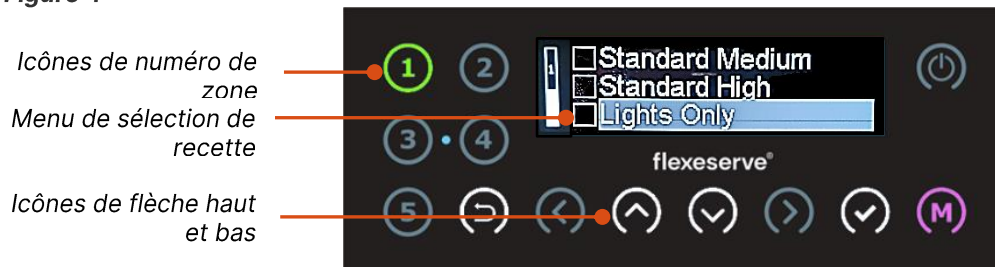 Icônes de numéro de
zone
Menu de sélection de
recette
Icônes de flèche haut
et bas
1
2
3
4
5
1
Standard Medium
Standard High
Lights Only
flexeserve®
M